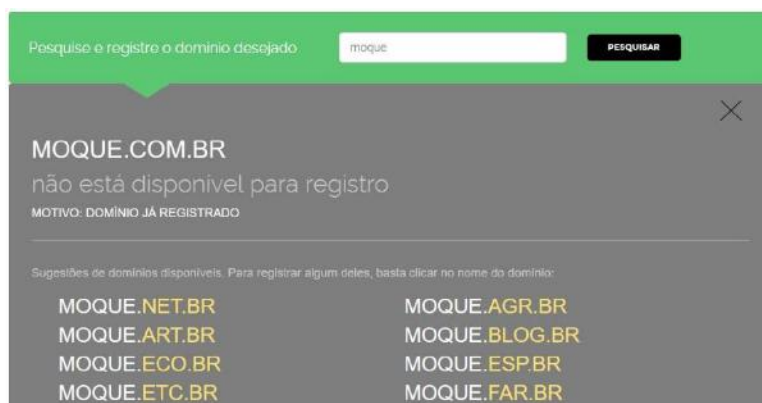 Pesquise e registre o domínio desejado
moque
PESQUISAR
MOQUE.COM.BR
não está disponível para registro
MOTIVO: DOMÍNIO JÁ REGISTRADO
Sugestões de domínios disponíveis. Para registrar algum deles, basta clicar no nome do domínio:
MOQUE.NET.BR
MOQUE.AGR.BR
MOQUE.ART.BR
MOQUE.BLOG.BR
MOQUE.ECO.BR
MOQUE.ESP.BR
MOQUE.ETC.BR
MOQUE.FAR.BR